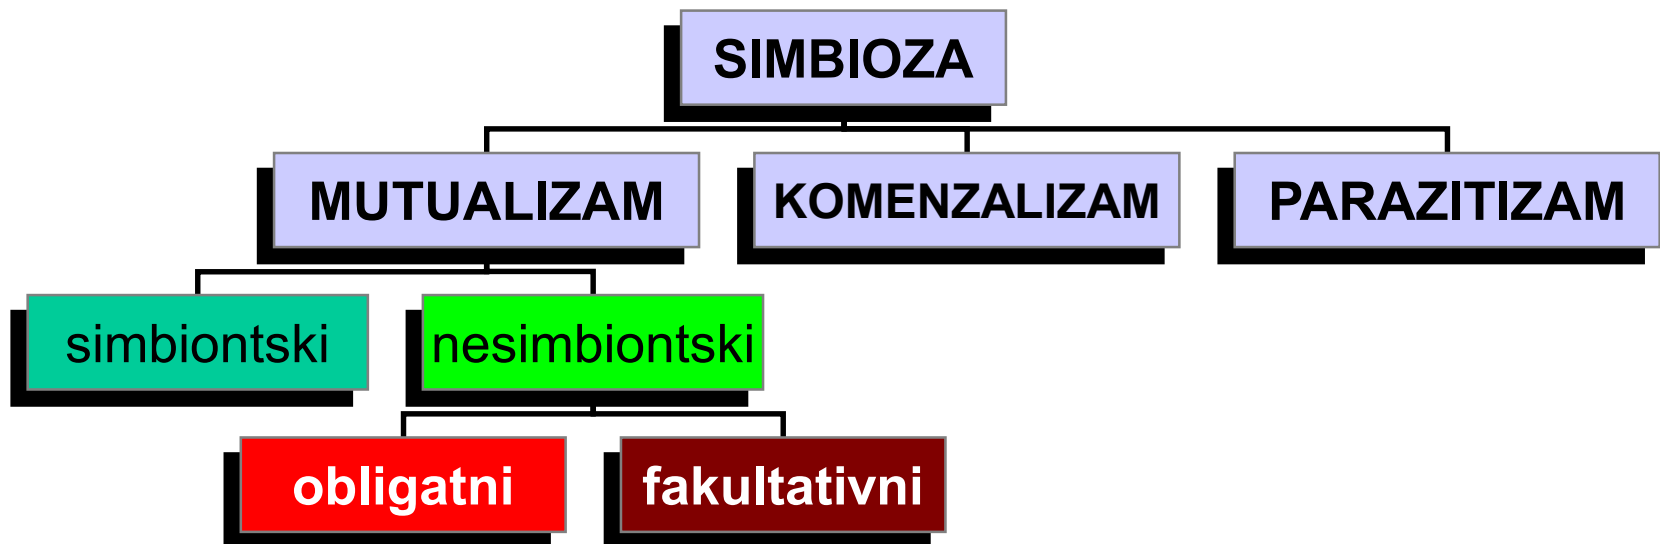 SIMBIOZA
MUTUALIZAM
KOMENZALIZAM
PARAZITIZAM
simbiontski
nesimbiontski
obligatni
fakultativni